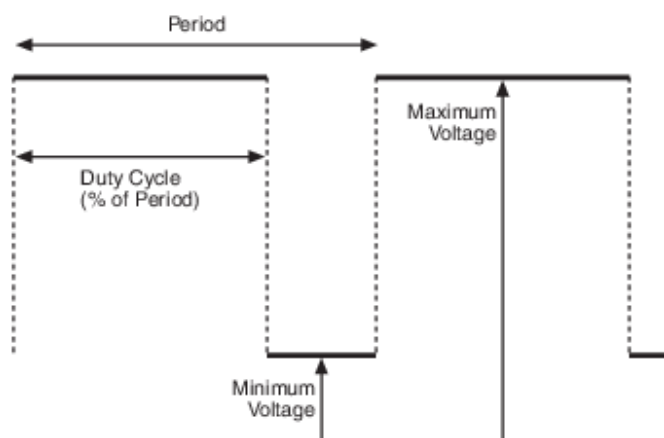 Period
Maximum
Voltage
Duty Cycle
(% of Period)
Minimum
Voltage